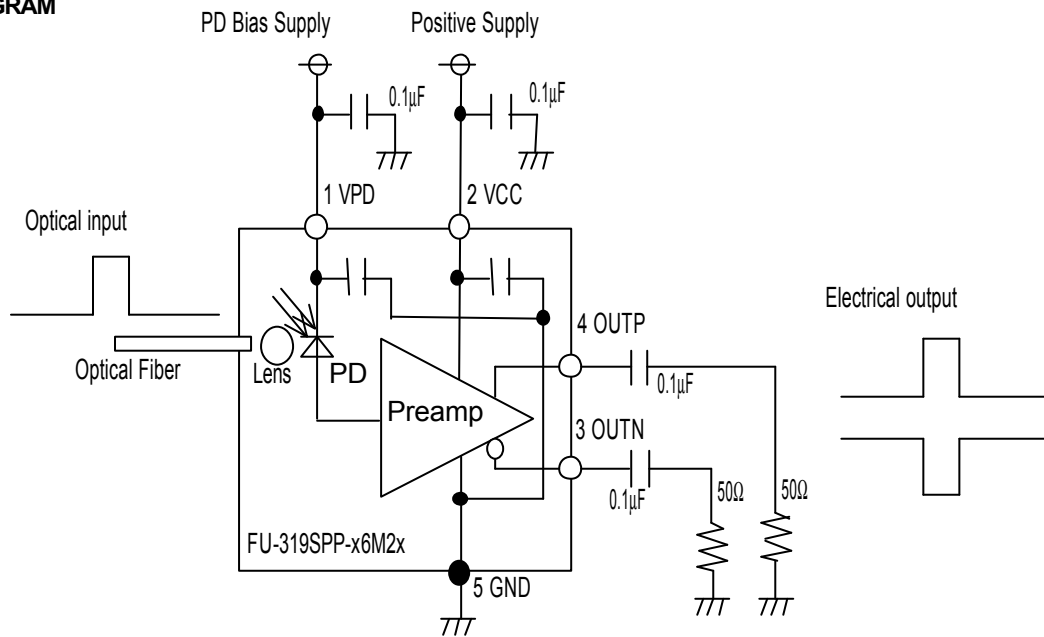 GRAM
PD Bias Supply
Positive Supply
0.1µF
0.1µF
1 VPD
2 VCC
Optical input
Electrical output
4 OUTP
Optical Fiber
Lens
PD
0.1µF
Preamp
3 OUTN
0.1µF
50Ω
50Ω
FU-319SPP-x6M2x
5 GND